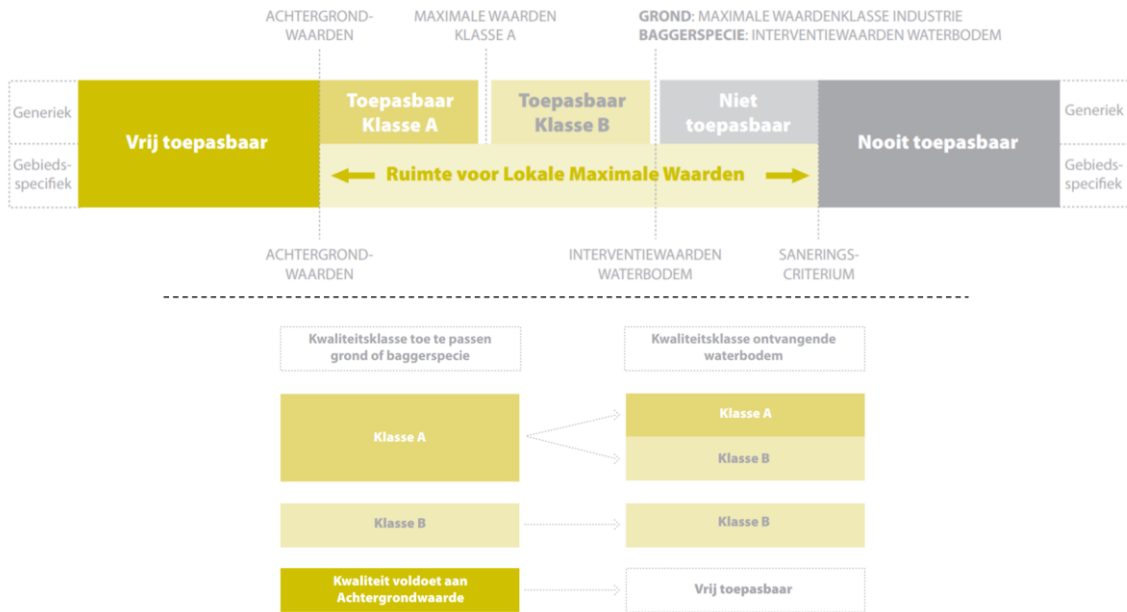 ACHTERGROND-
WAARDEN
MAXIMALE WAARDEN
KLASSE A
GROND: MAXIMALE WAARDENKLASSE INDUSTRIE
BAGGERSPECIE: INTERVENTIEWAARDEN WATERBODEM
Generiek
Gebieds-
specifiek
Vrij toepasbaar
Toepasbaar
Klasse A
Toepasbaar
Klasse B
Niet
toepasbaar
Ruimte voor Lokale Maximale Waarden
Nooit toepasbaar
Generiek
Gebieds-
specifiek
ACHTERGROND-
WAARDEN
INTERVENTIEWAARDEN
WATERBODEM
SANERINGS-
CRITERIUM
Kwaliteitsklasse toe te passen
grond of baggerspecie
Kwaliteitsklasse ontvangende
waterbodem
Klasse A
Klasse A
Klasse B
Klasse B
Klasse B
Kwaliteit voldoet aan
Achtergrondwaarde
Vrij toepasbaar